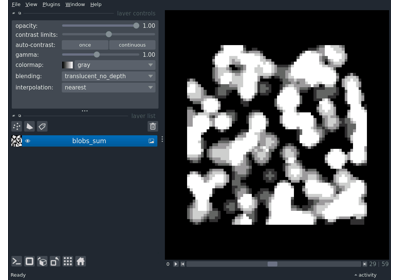 File View Plugins Window Help
layer controls
opacity: 1.00
contrast limits:
auto-contrast: once continuous
gamma: 1.00
colormap: gray
blending: translucent_no_depth
interpolation: nearest
layer list
blobs_sum
29 59
activity